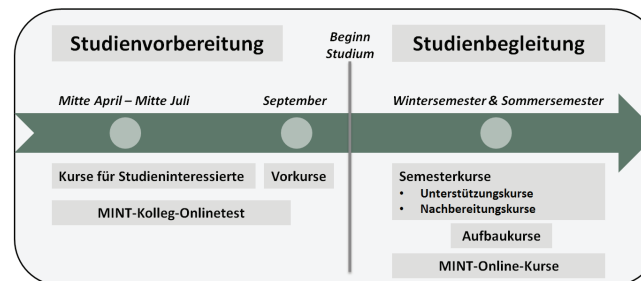 Studienvorbereitung
Beginn
Studium
Studienbegleitung
Mitte April – Mitte Juli
September
Wintersemester & Sommersemester
Kurse für Studieninteressierte
Vorkurse
MINT-Kolleg-Onlinetest
Semesterkurse
• Unterstützungskurse
• Nachbereitungskurse
Aufbaukurse
MINT-Online-Kurse